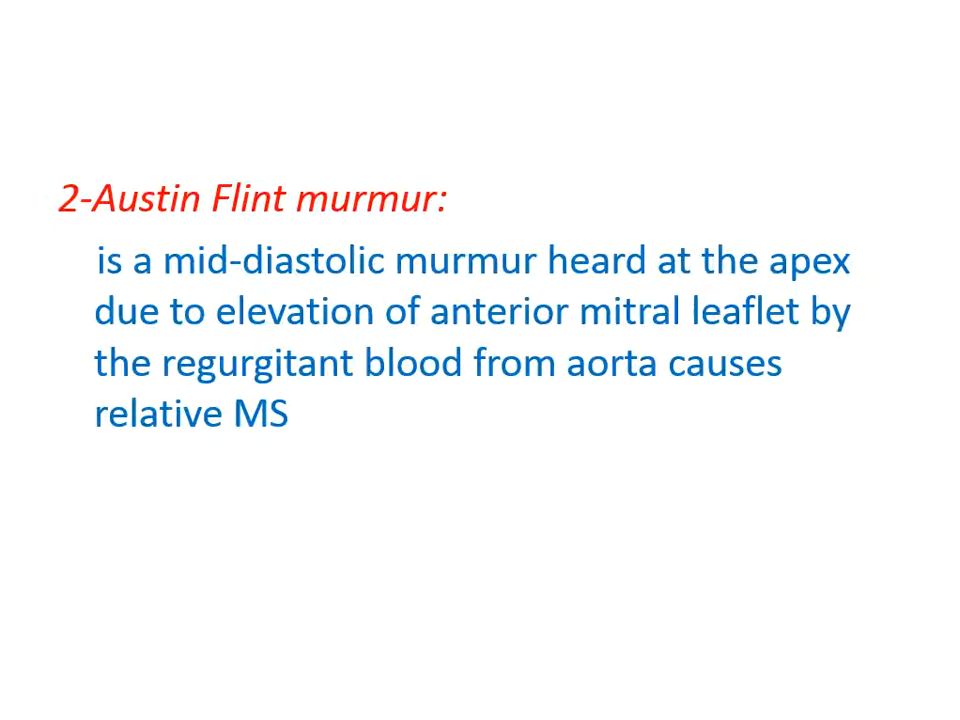 2-Austin Flint murmur:
is a mid-diastolic murmur heard at the apex
due to elevation of anterior mitral leaflet by
the regurgitant blood from aorta causes
relative MS